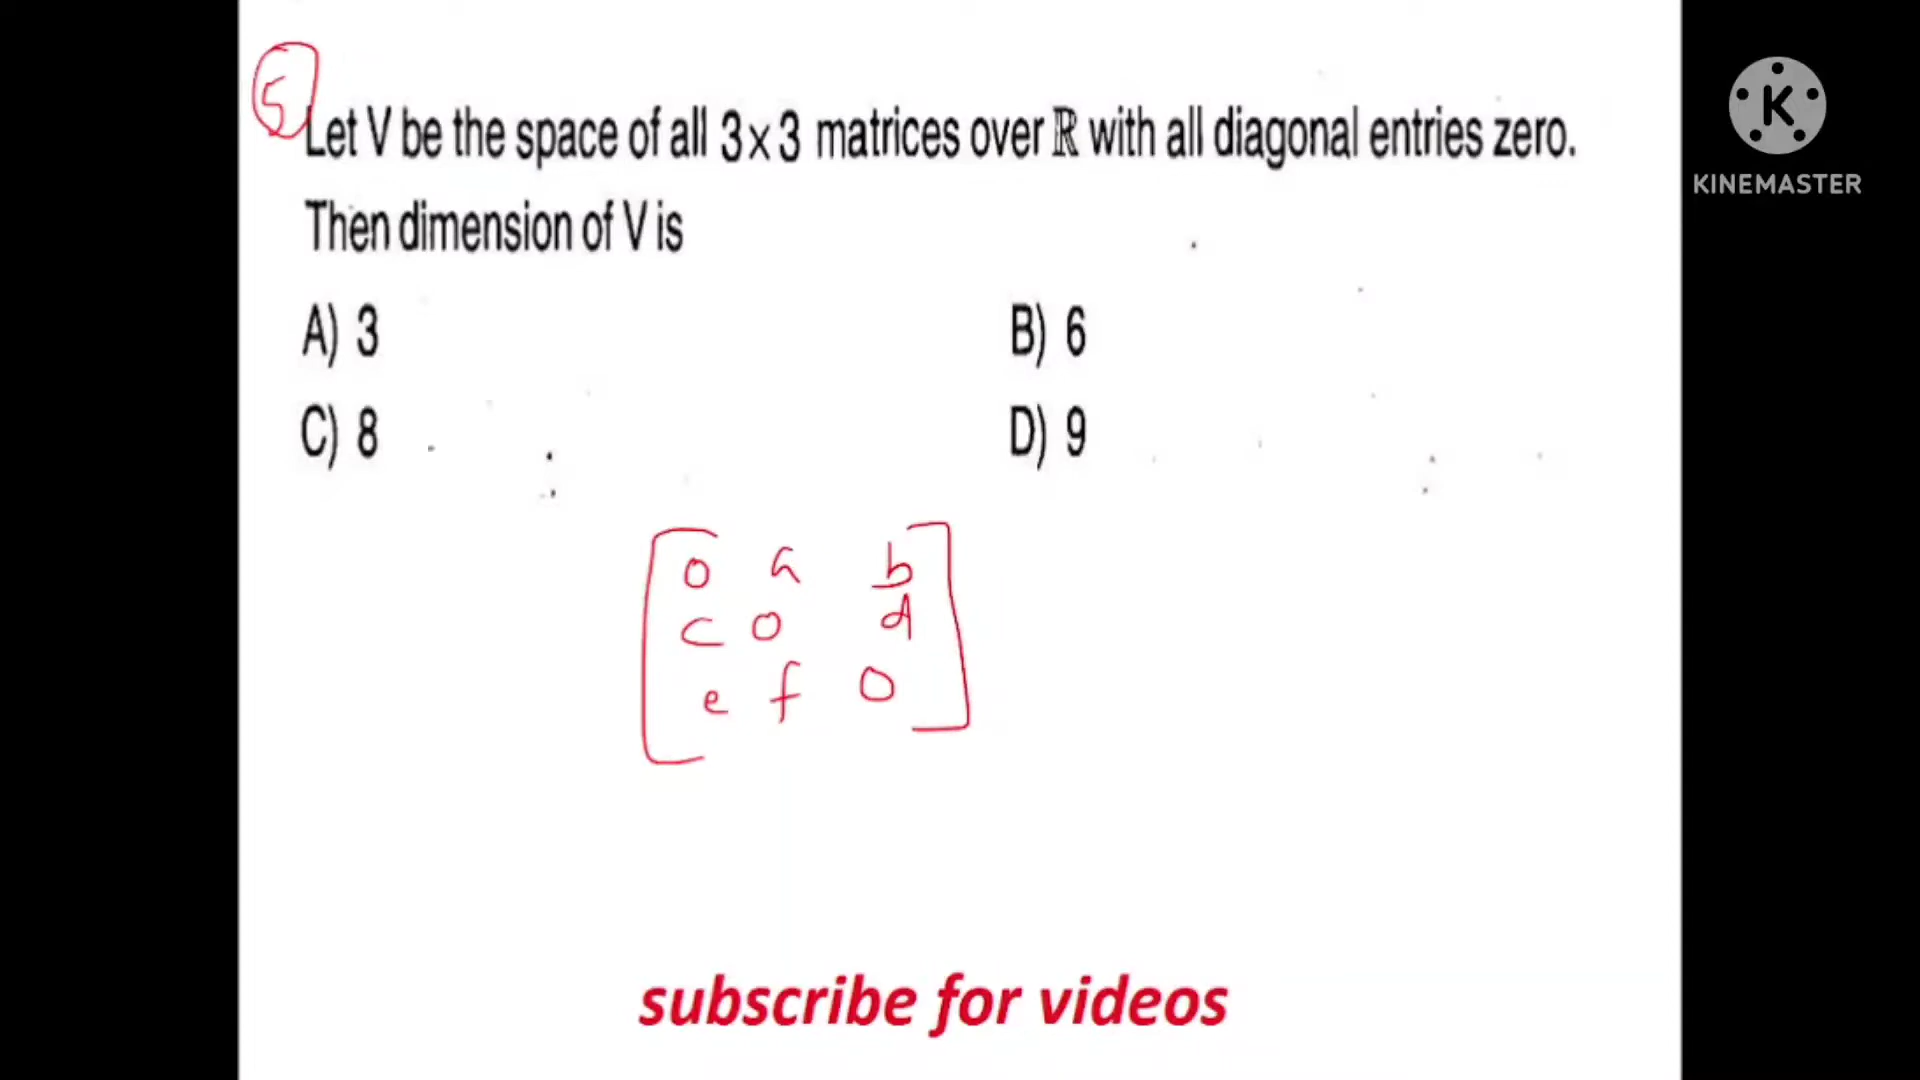 5
Let V be the space of all 3×3 matrices over ℝ with all diagonal entries zero.
Then dimension of V is
A) 3
B) 6
C) 8
D) 9
0 a b
c 0 d
e f 0
subscribe for videos
K
KINEMASTER